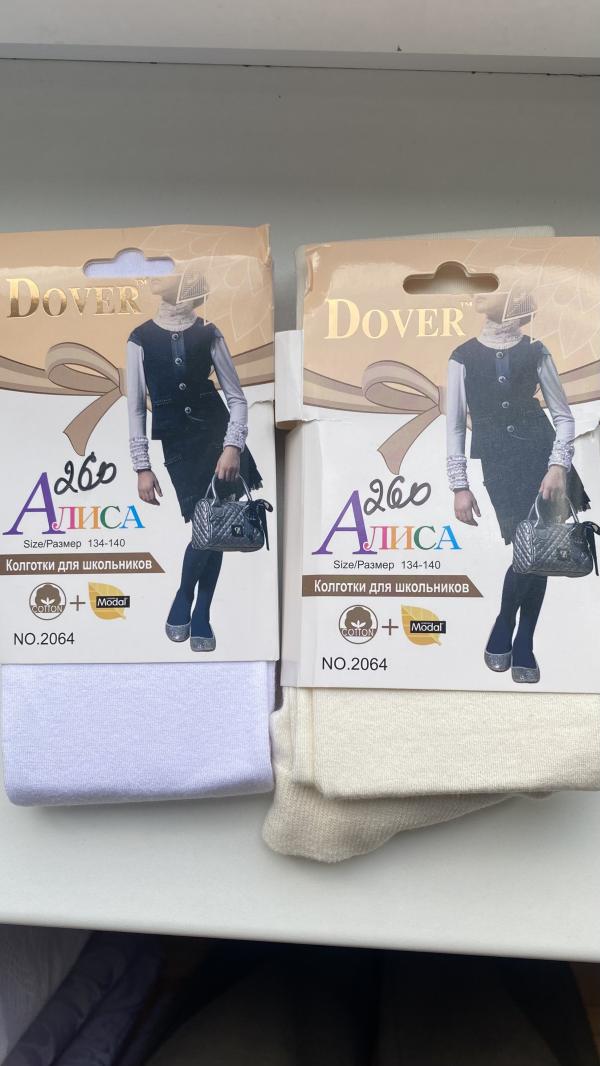 DOVER™
260
АЛИСА
Size/Размер 134-140
Колготки для школьников
COTTON + Modal
NO.2064
DOVER™
260
АЛИСА
Size/Размер 134-140
Колготки для школьников
COTTON + Modal
NO.2064